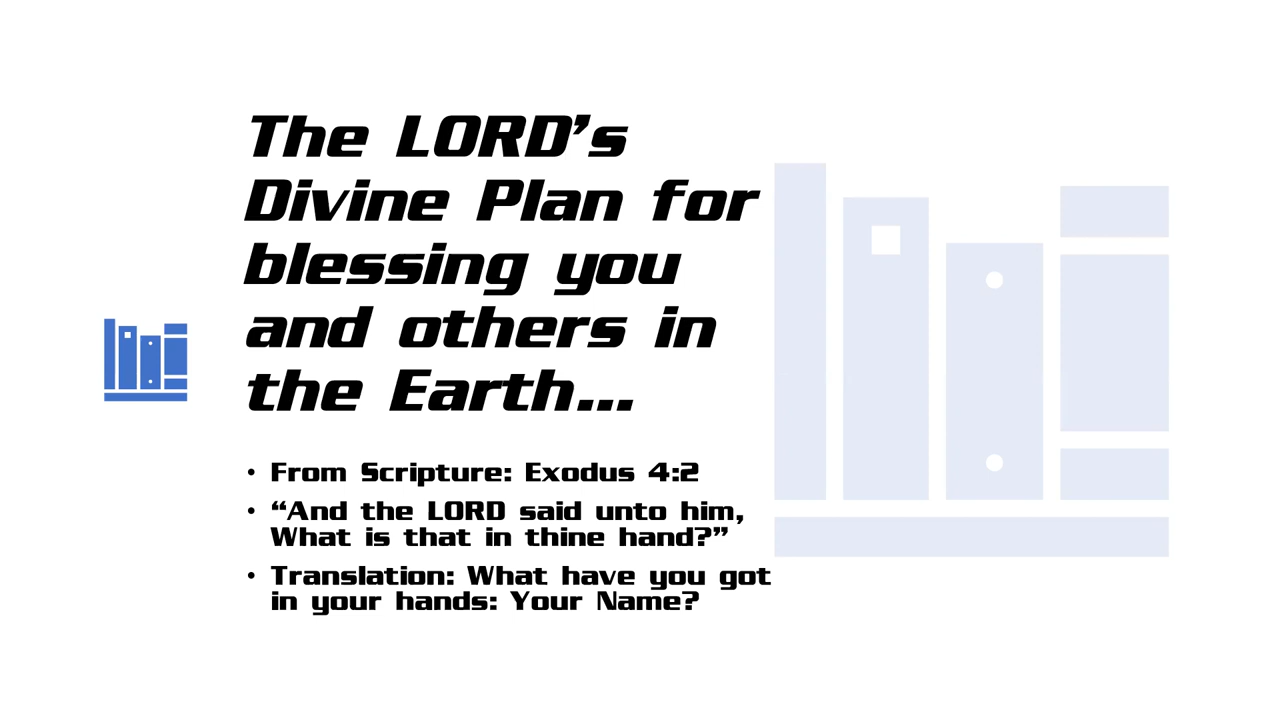 The LORD’s
Divine Plan for
blessing you
and others in
the Earth...
• From Scripture: Exodus 4:2
• “And the LORD said unto him,
What is that in thine hand?”
• Translation: What have you got
in your hands: Your Name?